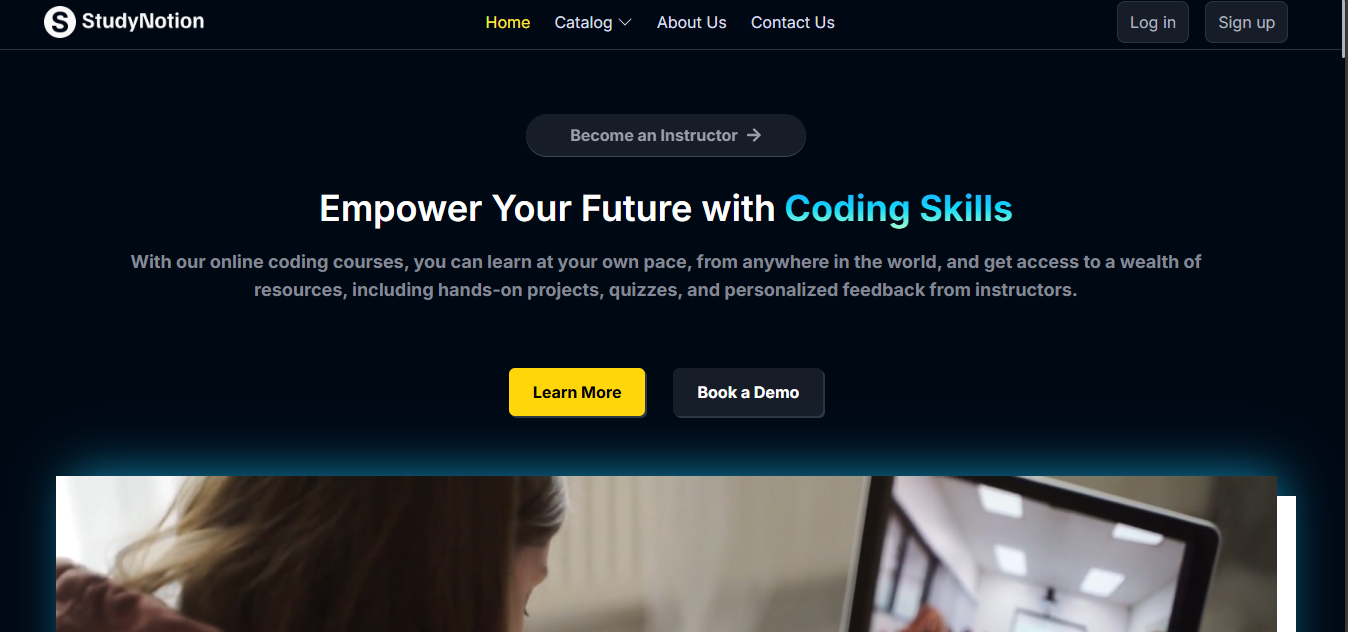 StudyNotion
Home Catalog About Us Contact Us
Log in Sign up
Become an Instructor →
Empower Your Future with Coding Skills
With our online coding courses, you can learn at your own pace, from anywhere in the world, and get access to a wealth of
resources, including hands-on projects, quizzes, and personalized feedback from instructors.
Learn More Book a Demo